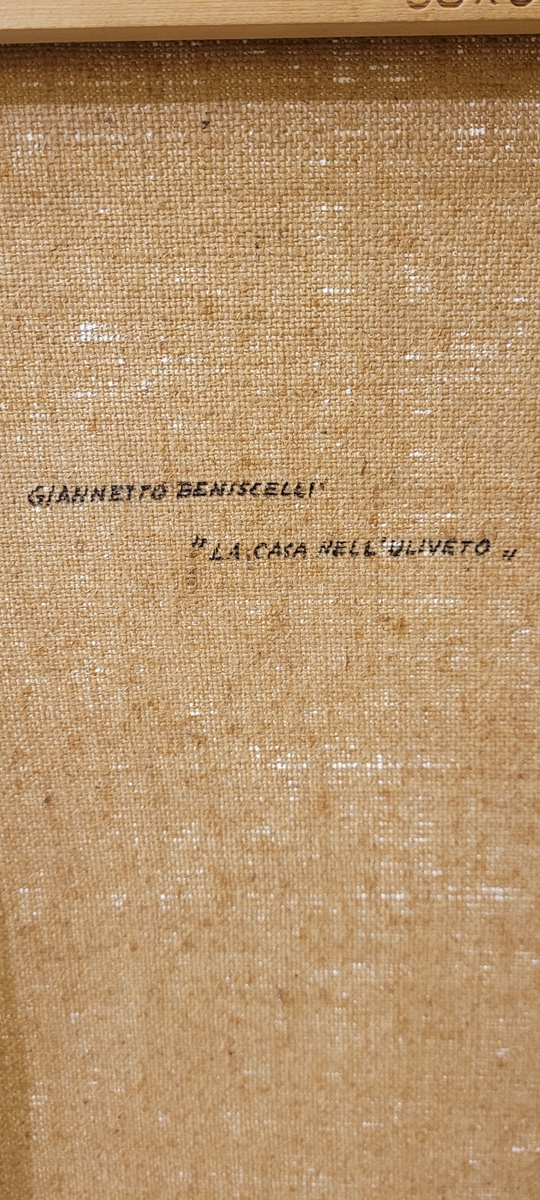 GIANNETTO BENISCELLI
"LA CASA NELL'ULIVETO"